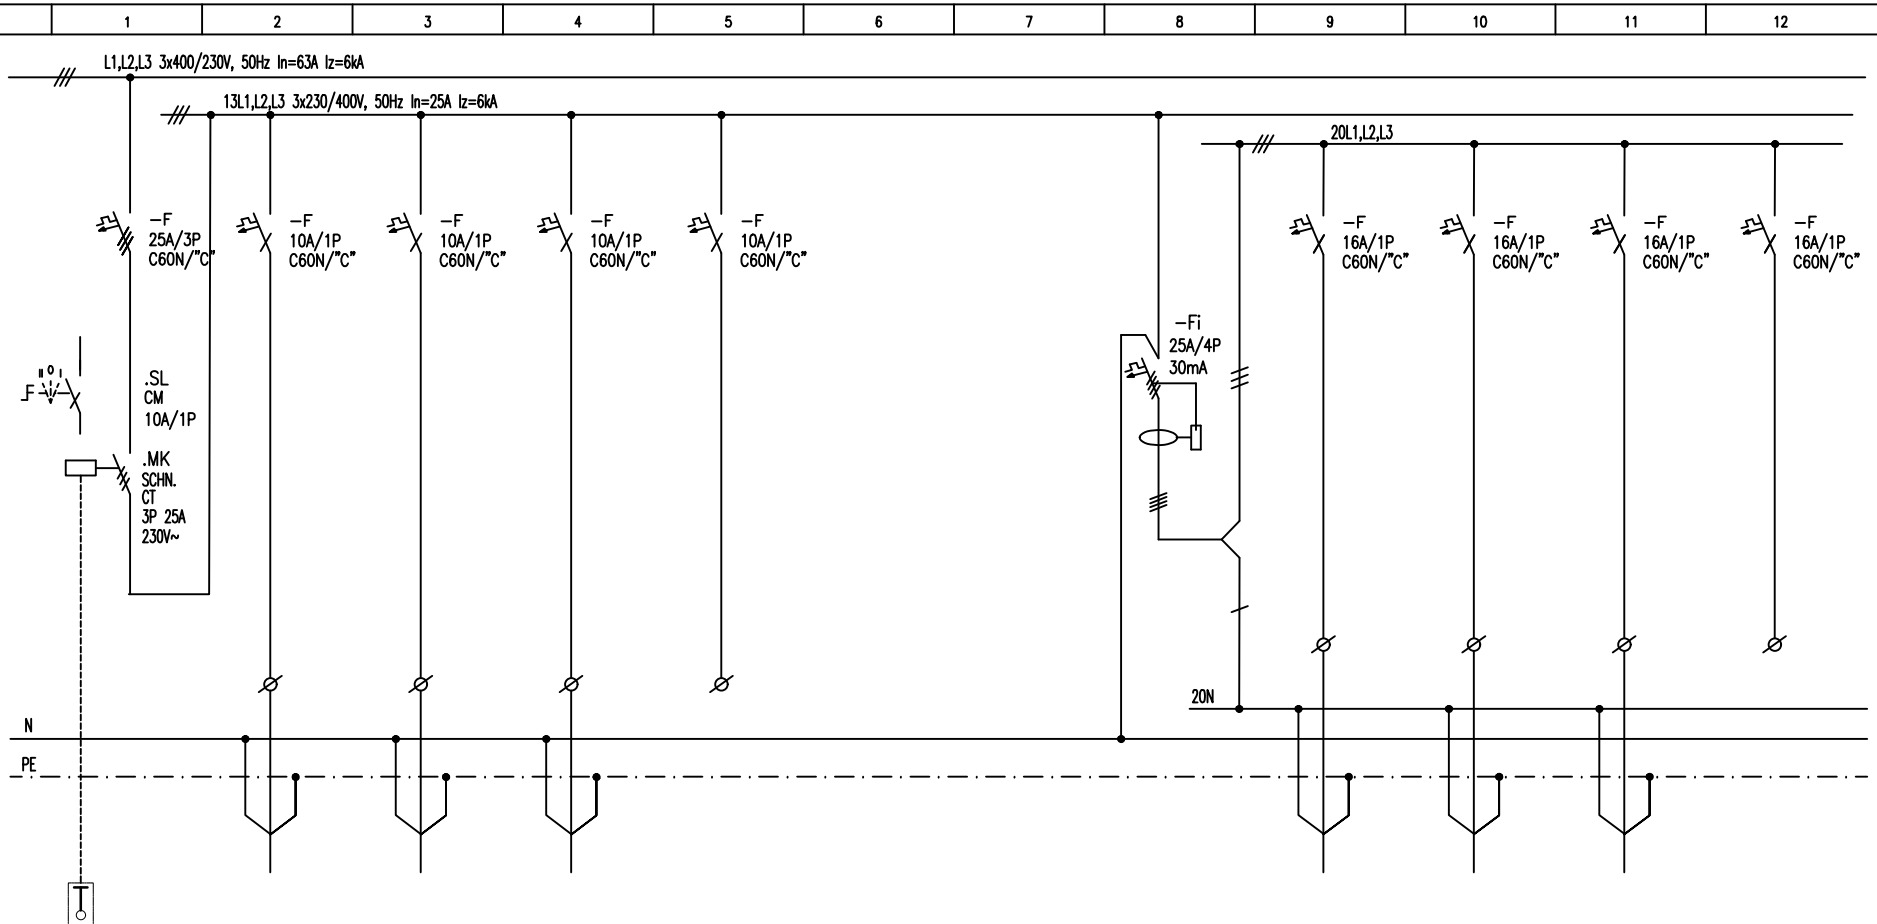 1 2 3 4 5 6 7 8 9 10 11 12
L1,L2,L3 3x400/230V, 50Hz In=63A Iz=6kA
13L1,L2,L3 3x230/400V, 50Hz In=25A Iz=6kA
20L1,L2,L3
-F
25A/3P
C60N/"C"
-F
10A/1P
C60N/"C"
-F
10A/1P
C60N/"C"
-F
10A/1P
C60N/"C"
-F
10A/1P
C60N/"C"
-F
16A/1P
C60N/"C"
-F
16A/1P
C60N/"C"
-F
16A/1P
C60N/"C"
-F
16A/1P
C60N/"C"
-Fi
25A/4P
30mA
II 0 I
.SL
CM
10A/1P
.MK
SCHN.
CT
3P 25A
230V~
20N
N
PE